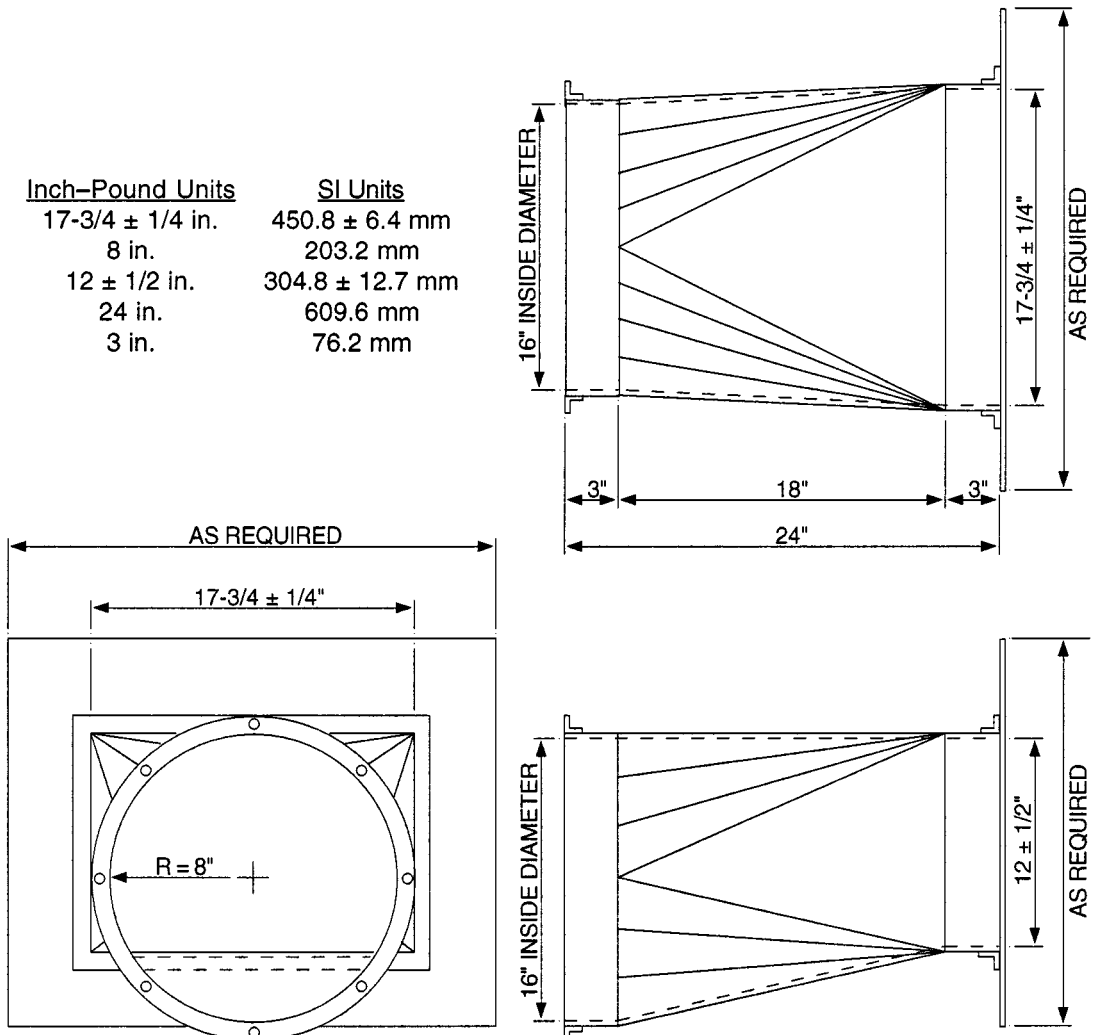 Inch–Pound Units SI Units
17-3/4 ± 1/4 in. 450.8 ± 6.4 mm
8 in. 203.2 mm
12 ± 1/2 in. 304.8 ± 12.7 mm
24 in. 609.6 mm
3 in. 76.2 mm
16" INSIDE DIAMETER
17-3/4 ± 1/4"
AS REQUIRED
3" 18" 3"
24"
AS REQUIRED
17-3/4 ± 1/4"
R = 8"
16" INSIDE DIAMETER
12 ± 1/2"
AS REQUIRED